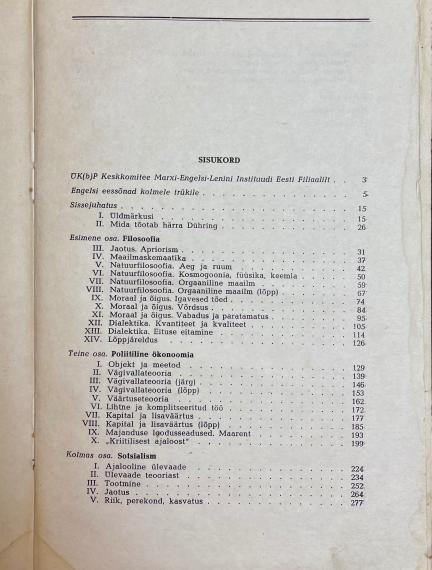 SISUKORD
ÜK(b)P Keskkomitee Marxi-Engelsi-Lenini Instituudi Eesti Filiaalilt . . 3
Engelsi eessõnad kolmele trükile . . . . . . . . . . . 5
Sissejuhatus . . . . . . . . . . . 15
I. Üldmärkusi . . . . . . . . . . . 15
II. Mida tõotab härra Dühring . . . . . . . . . . . 26
Esimene osa. Filosoofia
III. Jaotus. Apriorism . . . . . . . . . . . 31
IV. Maailmaskemaatika . . . . . . . . . . . 37
V. Natuurfilosoofia. Aeg ja ruum . . . . . . . . . . 42
VI. Natuurfilosoofia. Kosmogoonia, füüsika, keemia . . . . . 50
VII. Natuurfilosoofia. Orgaaniline maailm . . . . . . . . 59
VIII. Natuurfilosoofia. Orgaaniline maailm (lõpp) . . . . . . 67
IX. Moraal ja õigus. Igavesed tõed . . . . . . . . . . 74
X. Moraal ja õigus. Võrdsus . . . . . . . . . . 84
XI. Moraal ja õigus. Vabadus ja paratamatus . . . . . . . 95
XII. Dialektika. Kvantiteet ja kvaliteet . . . . . . . . . 105
XIII. Dialektika. Eituse eitamine . . . . . . . . . . 114
XIV. Lõppjäreldus . . . . . . . . . . . 126
Teine osa. Poliitiline ökonoomia
I. Objekt ja meetod . . . . . . . . . . . 129
II. Vägivallateooria . . . . . . . . . . . 139
III. Vägivallateooria (järg) . . . . . . . . . . . 146
IV. Vägivallateooria (lõpp) . . . . . . . . . . . 153
V. Väärtuseteooria . . . . . . . . . . . 162
VI. Lihtne ja komplitseeritud töö . . . . . . . . . . 172
VII. Kapital ja lisaväärtus . . . . . . . . . . . 177
VIII. Kapital ja lisaväärtus (lõpp) . . . . . . . . . . 185
IX. Majanduse loodusseadused. Maarent . . . . . . . . 193
X. „Kriitilisest ajaloost“ . . . . . . . . . . . 199
Kolmas osa. Sotsialism
I. Ajalooline ülevaade . . . . . . . . . . . 224
II. Ülevaade teooriast . . . . . . . . . . . 234
III. Tootmine . . . . . . . . . . . 252
IV. Jaotus . . . . . . . . . . . 264
V. Riik, perekond, kasvatus . . . . . . . . . . . 277